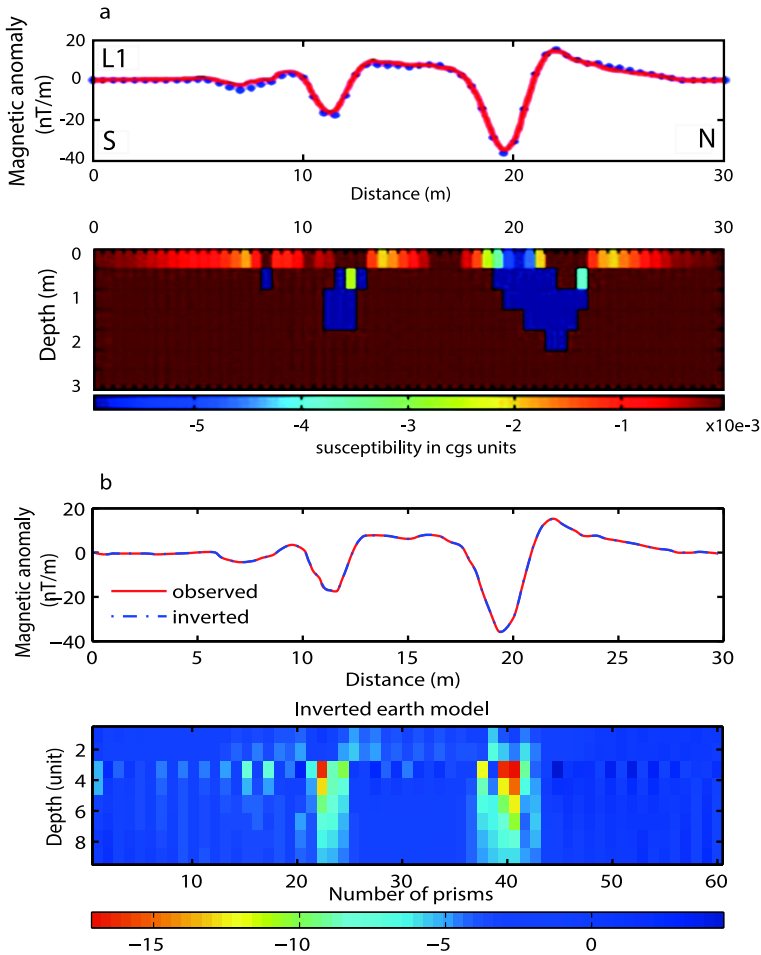 a
Magnetic anomaly
(nT/m)
20
0
-20
-40
L1
S
N
0
10
20
30
Distance (m)
0
10
20
30
Depth (m)
0
1
2
3
-5
-4
-3
-2
-1
x10e-3
susceptibility in cgs units
b
Magnetic anomaly
(nT/m)
20
0
−20
−40
observed
inverted
0
5
10
15
20
25
30
Distance (m)
Inverted earth model
Depth (unit)
2
4
6
8
10
20
30
40
50
60
Number of prisms
−15
−10
−5
0